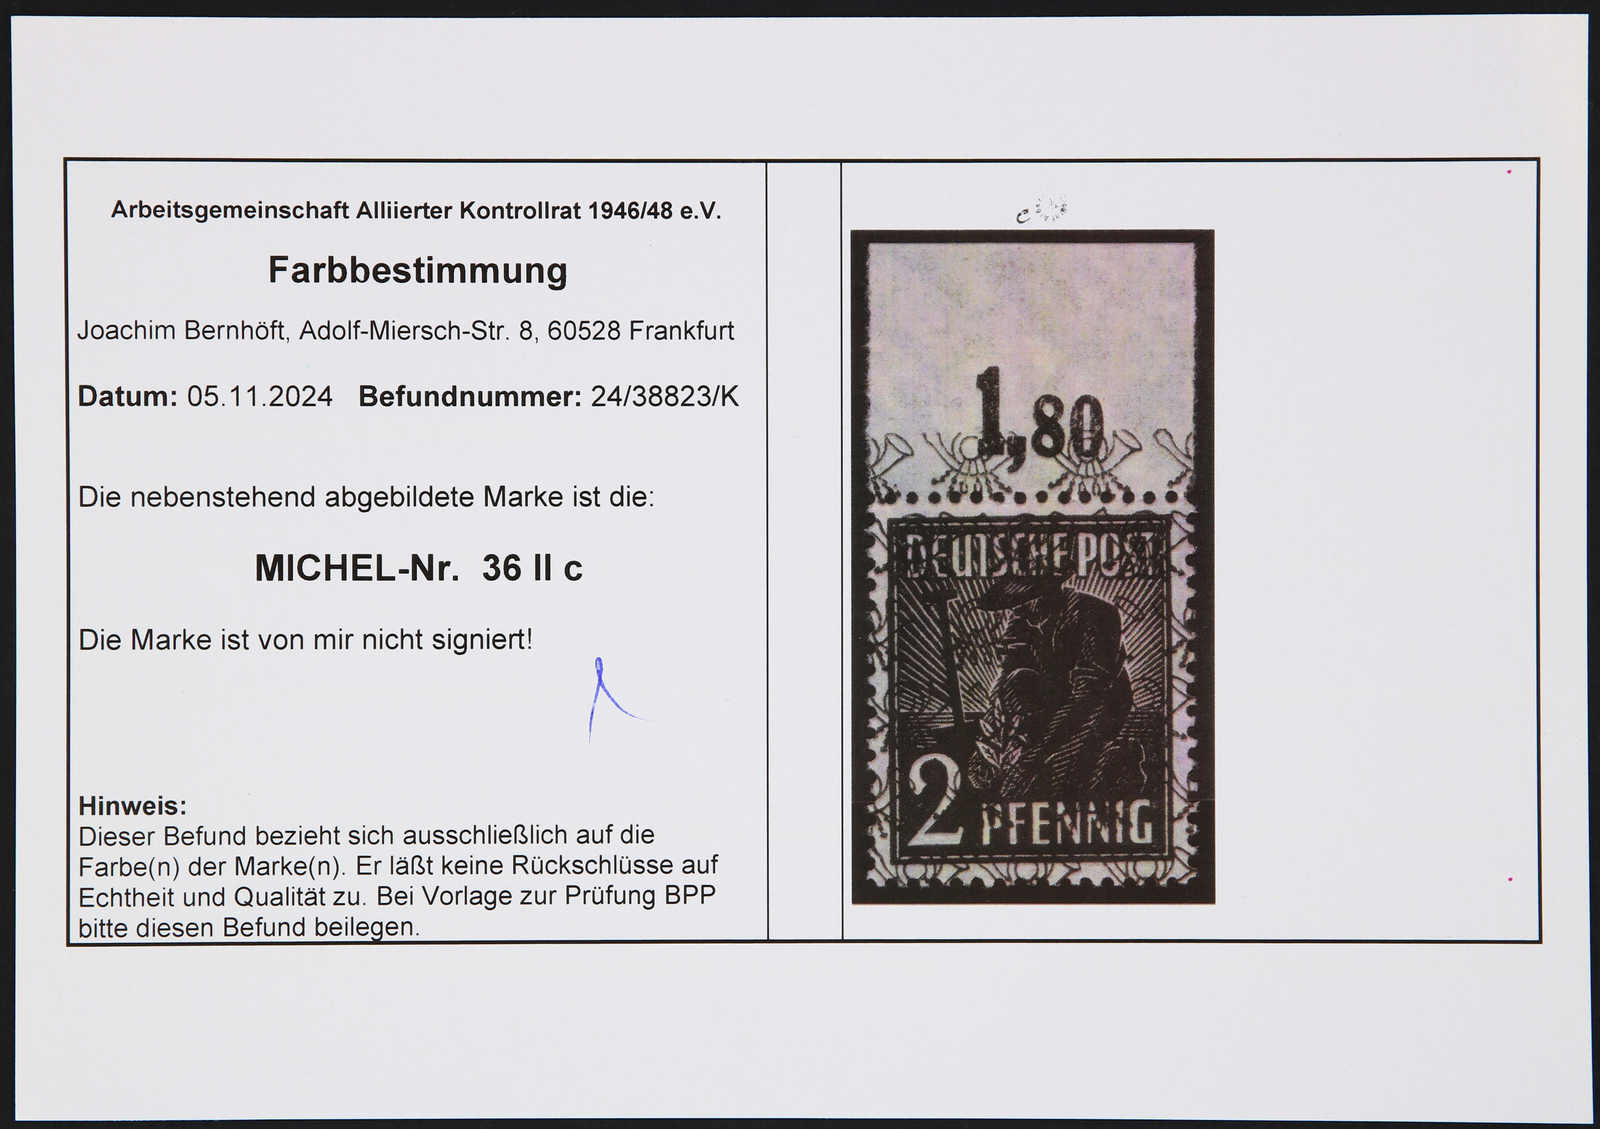 Arbeitsgemeinschaft Alliierter Kontrollrat 1946/48 e.V.
Farbbestimmung
Joachim Bernhöft, Adolf-Miersch-Str. 8, 60528 Frankfurt
Datum: 05.11.2024 Befundnummer: 24/38823/K
Die nebenstehend abgebildete Marke ist die:
MICHEL-Nr. 36 II c
Die Marke ist von mir nicht signiert!
Hinweis:
Dieser Befund bezieht sich ausschließlich auf die
Farbe(n) der Marke(n). Er läßt keine Rückschlüsse auf
Echtheit und Qualität zu. Bei Vorlage zur Prüfung BPP
bitte diesen Befund beilegen.
c
1,80
DEUTSCHE POST
2 PFENNIG